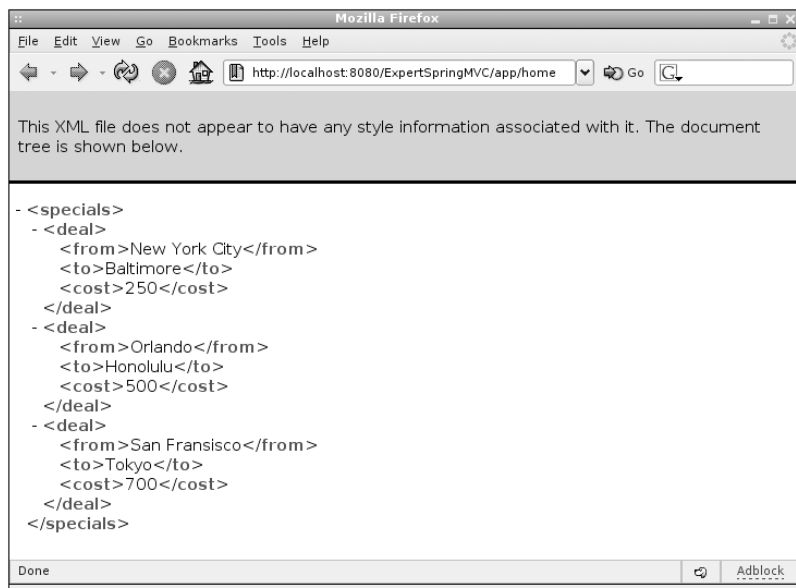 Mozilla Firefox
File Edit View Go Bookmarks Tools Help
http://localhost:8080/ExpertSpringMVC/app/home Go G
This XML file does not appear to have any style information associated with it. The document
tree is shown below.
- <specials>
- <deal>
<from>New York City</from>
<to>Baltimore</to>
<cost>250</cost>
</deal>
- <deal>
<from>Orlando</from>
<to>Honolulu</to>
<cost>500</cost>
</deal>
- <deal>
<from>San Fransisco</from>
<to>Tokyo</to>
<cost>700</cost>
</deal>
</specials>
Done Adblock